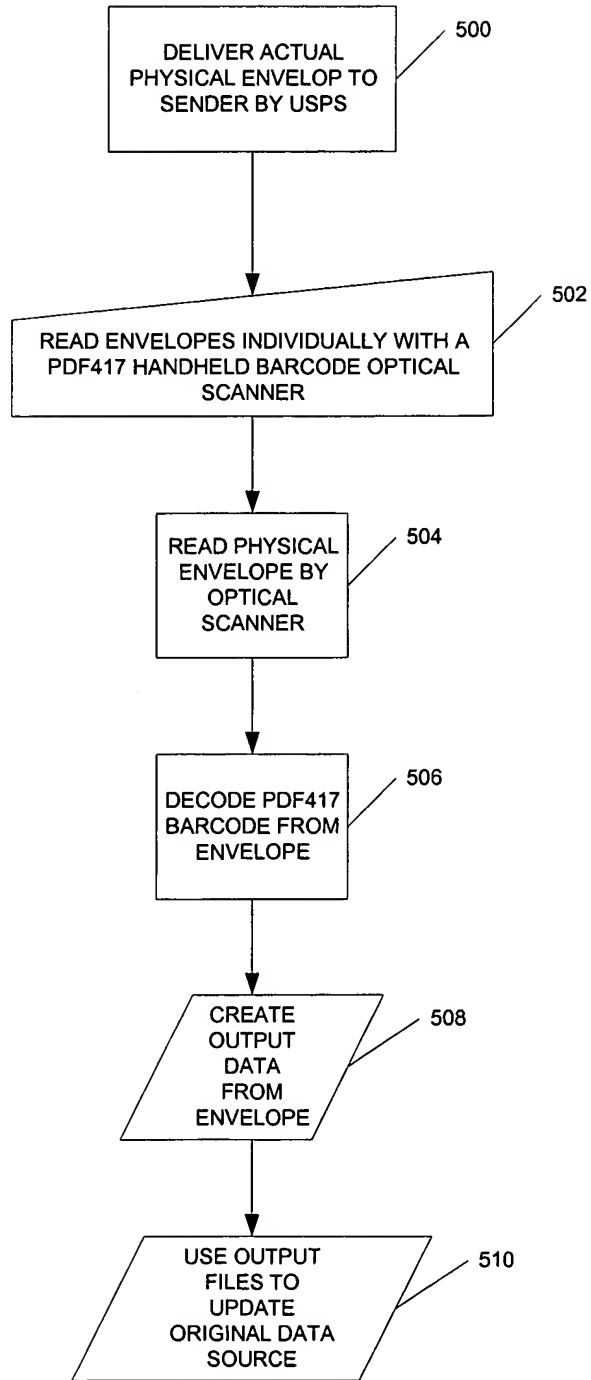 DELIVER ACTUAL
PHYSICAL ENVELOP TO
SENDER BY USPS
500
READ ENVELOPES INDIVIDUALLY WITH A
PDF417 HANDHELD BARCODE OPTICAL
SCANNER
502
READ PHYSICAL
ENVELOPE BY
OPTICAL
SCANNER
504
DECODE PDF417
BARCODE FROM
ENVELOPE
506
CREATE
OUTPUT
DATA
FROM
ENVELOPE
508
USE OUTPUT
FILES TO
UPDATE
ORIGINAL DATA
SOURCE
510